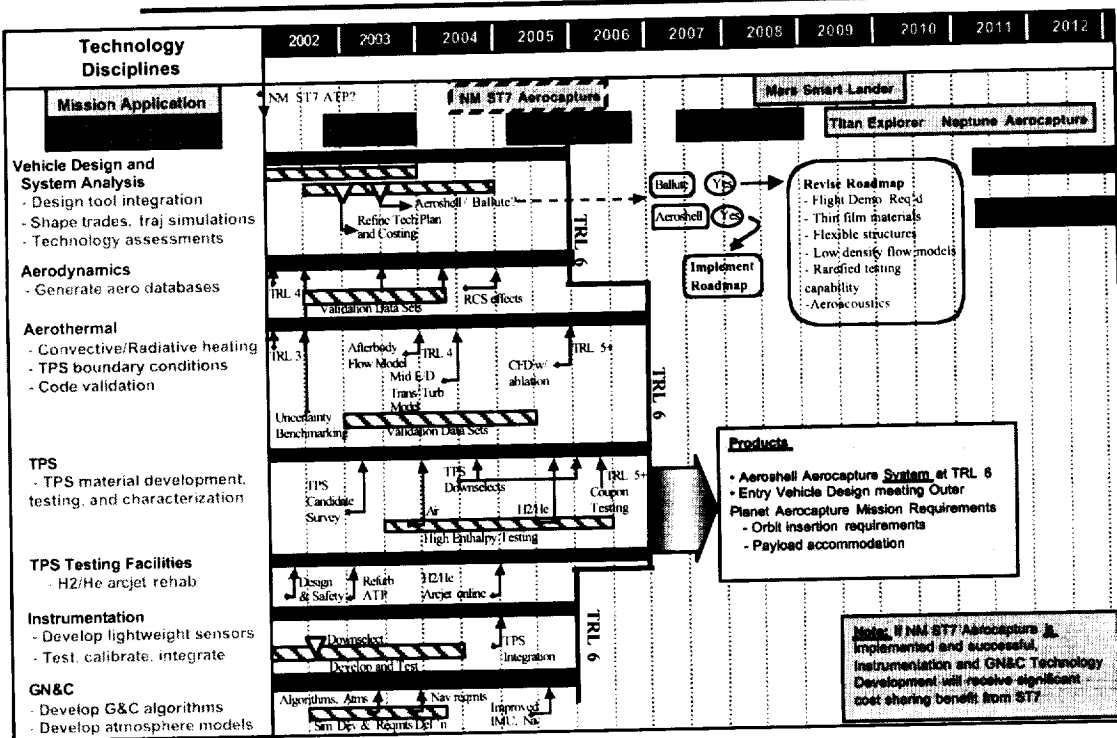 Technology
Disciplines
2002 2003 2004 2005 2006 2007 2008 2009 2010 2011 2012
Mission Application
NM ST7 ATP?
NM ST7 Aerocapture
Mars Smart Lander
Titan Explorer Neptune Aerocapture
Vehicle Design and
System Analysis
- Design tool integration
- Shape trades, traj simulations
- Technology assessments
Aeroshell / Ballute?
Refine Tech Plan
and Costing
TRL 6
Ballute
Yes
Aeroshell
Yes
Implement
Roadmap
Revise Roadmap
- Flight Demo Req'd
- Thin film materials
- Flexible structures
- Low density flow models
- Rarefied testing
capability
- Aeroacoustics
Aerodynamics
- Generate aero databases
TRL 4
Validation Data Sets
RCS effects
Aerothermal
- Convective/Radiative heating
- TPS boundary conditions
- Code validation
TRL 3
Afterbody
Flow Model
TRL 4
Mid L/D
Trans-Turb
Model
CFD w/
ablation
TRL 5+
TRL 6
Uncertainty
Benchmarking
Validation Data Sets
TPS
- TPS material development,
testing, and characterization
TPS
Candidate
Survey
TPS
Downselects
TRL 5+
Coupon
Testing
Air
H2/He
High Enthalpy Testing
Products
• Aeroshell Aerocapture System at TRL 6
• Entry Vehicle Design meeting Outer
Planet Aerocapture Mission Requirements
- Orbit insertion requirements
- Payload accommodation
TPS Testing Facilities
- H2/He arcjet rehab
Design
& Safety
Refurb
ATP
H2/He
Arcjet online
TRL 6
Instrumentation
- Develop lightweight sensors
- Test, calibrate, integrate
Downselect
Develop and Test
TPS
Integration
GN&C
- Develop G&C algorithms
- Develop atmosphere models
Algorithms, Atms
Nav reqmts
Sim Dev & Reqmts Def'n
Improved
IMU, Na
Note: If NM ST7 Aerocapture is
implemented and successful,
Instrumentation and GN&C Technology
Development will receive significant
cost sharing benefit from ST7